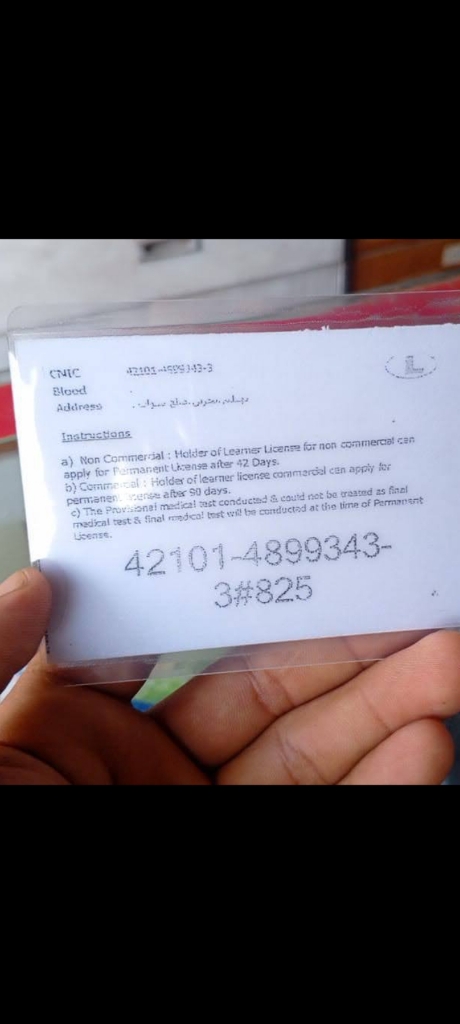 CNIC 42101-4899343-3
L
Blood .
Address
Instructions
a) Non Commercial : Holder of Learner License for non commercial can
apply for Permanent License after 42 Days.
b) Commercial : Holder of learner license commercial can apply for
permanent license after 90 days.
c) The Provisional medical test conducted & could not be treated as final
medical test & final medical test will be conducted at the time of Permanent
License.
42101-4899343-
3#825